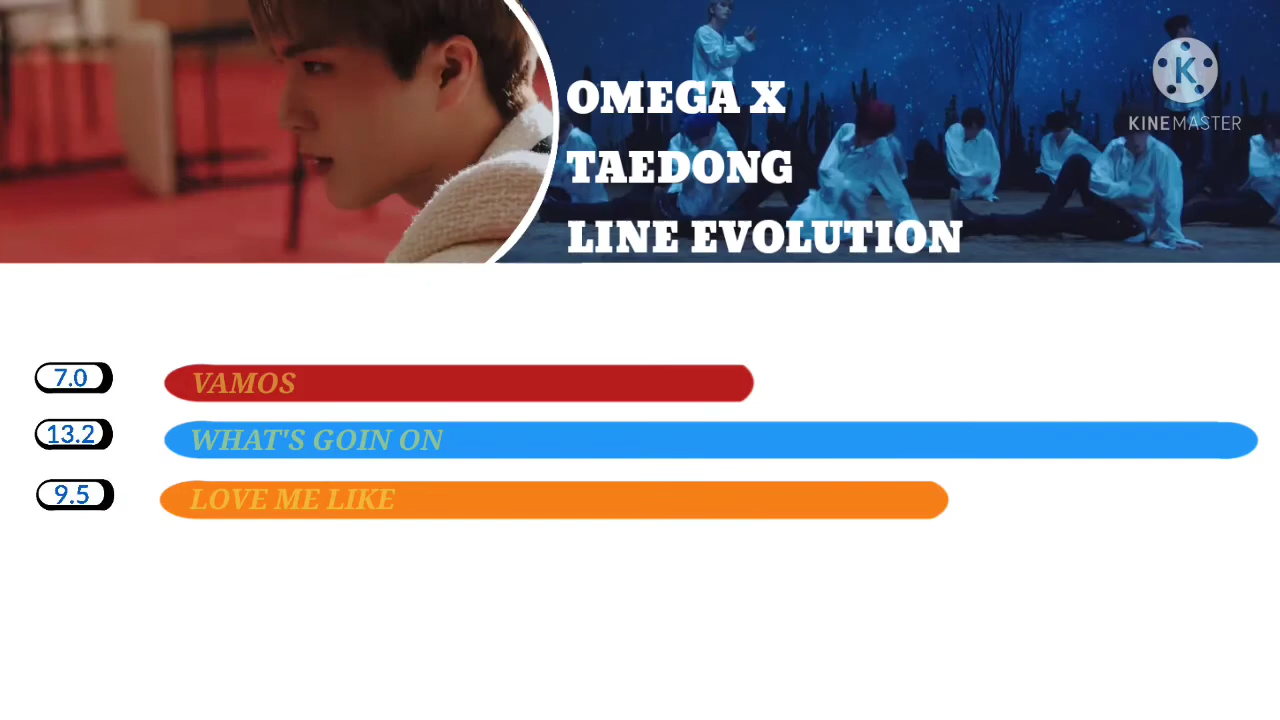 OMEGA X
TAEDONG
LINE EVOLUTION
K
KINEMASTER
7.0
VAMOS
13.2
WHAT'S GOIN ON
9.5
LOVE ME LIKE